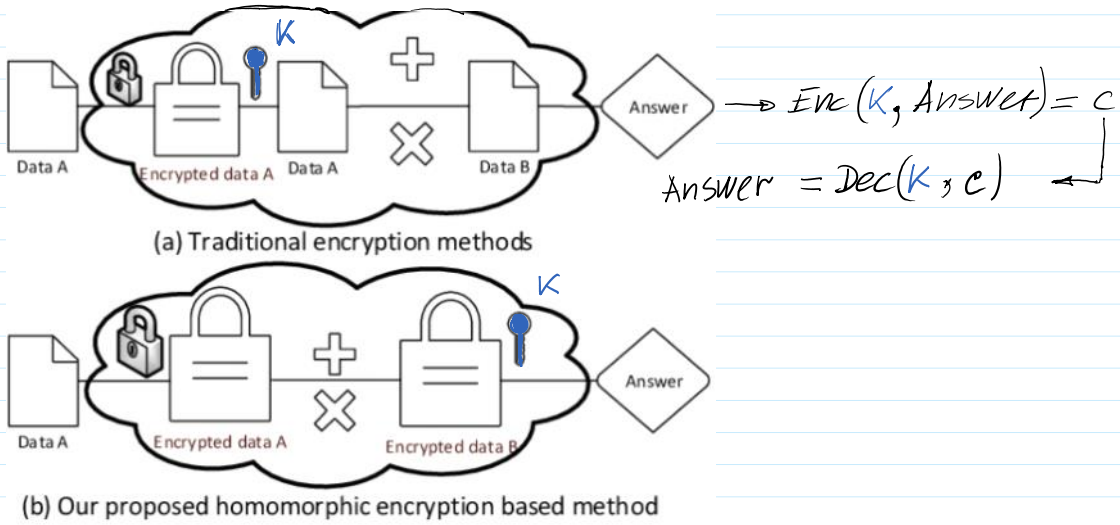 K
Answer → Enc(K, Answer) = c
Data A
Encrypted data A
Data A
Data B
Answer = Dec(K, c)
(a) Traditional encryption methods
K
Answer
Data A
Encrypted data A
Encrypted data B
(b) Our proposed homomorphic encryption based method